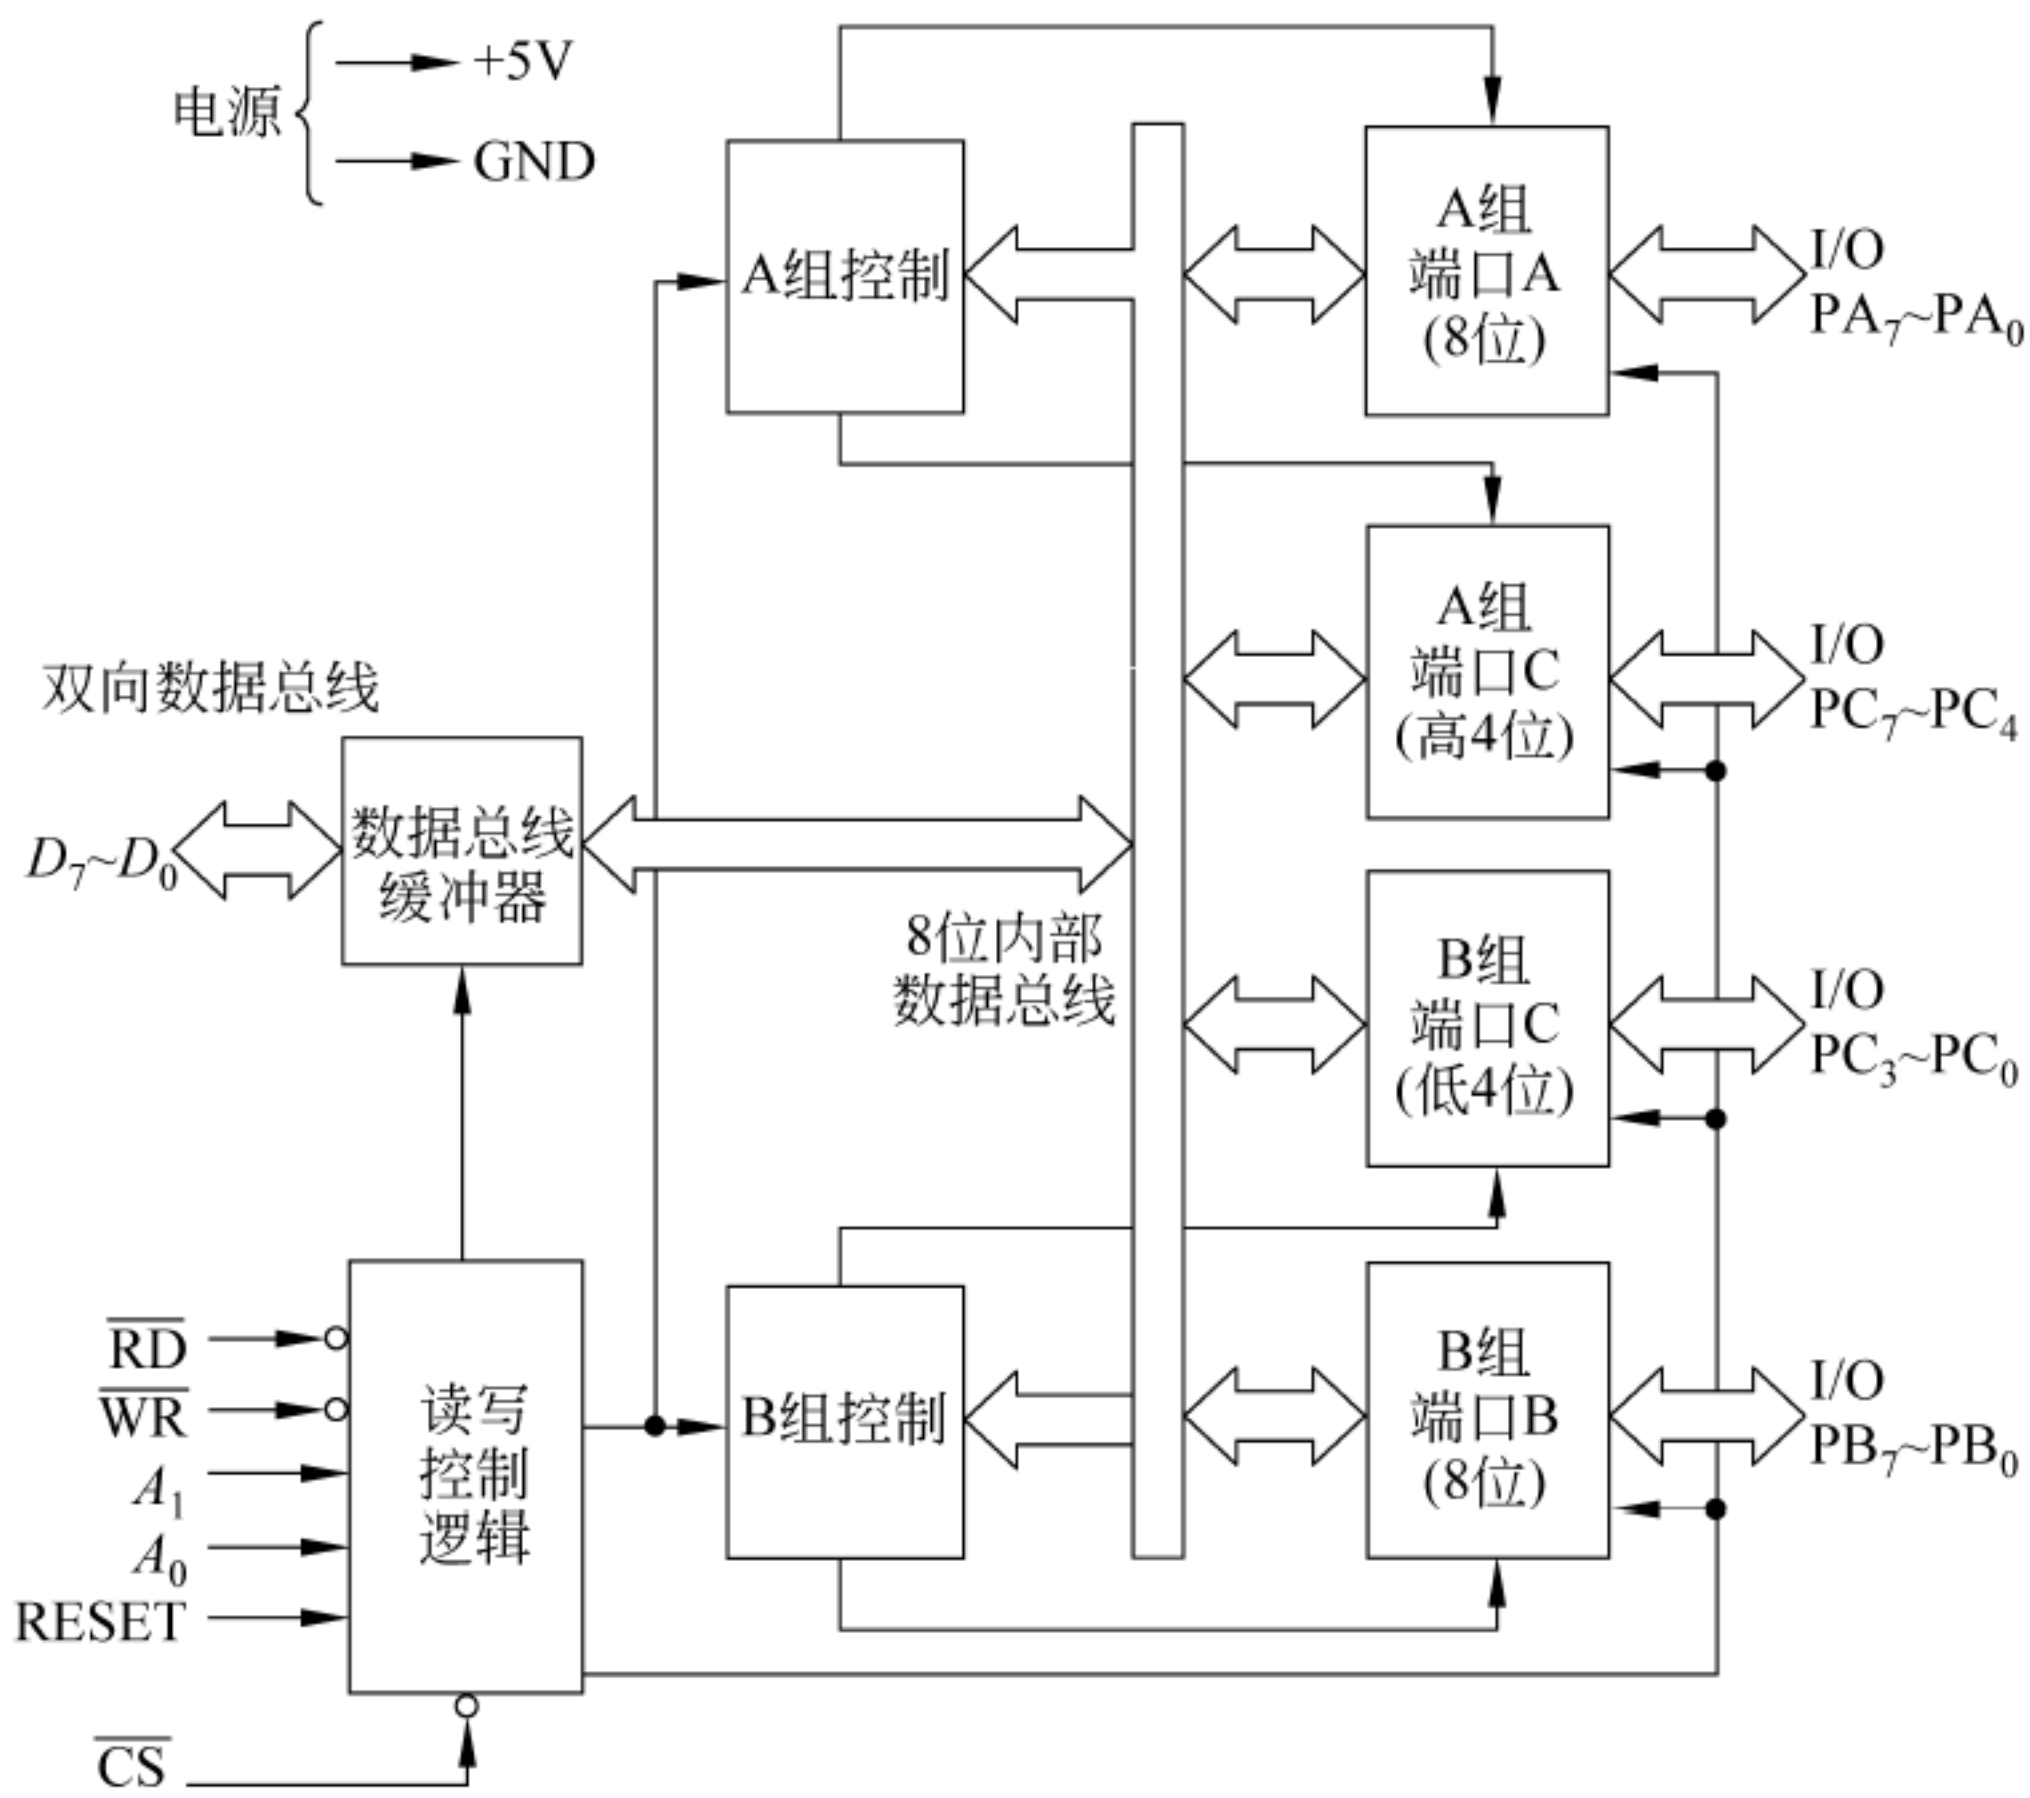 电源
+5V
GND
A组控制
A组
端口A
(8位)
I/O
PA₇~PA₀
A组
端口C
(高4位)
I/O
PC₇~PC₄
双向数据总线
D₇~D₀
数据总线
缓冲器
8位内部
数据总线
B组
端口C
(低4位)
I/O
PC₃~PC₀
R̅D̅
W̅R̅
A₁
A₀
RESET
C̅S̅
读写
控制
逻辑
B组控制
B组
端口B
(8位)
I/O
PB₇~PB₀